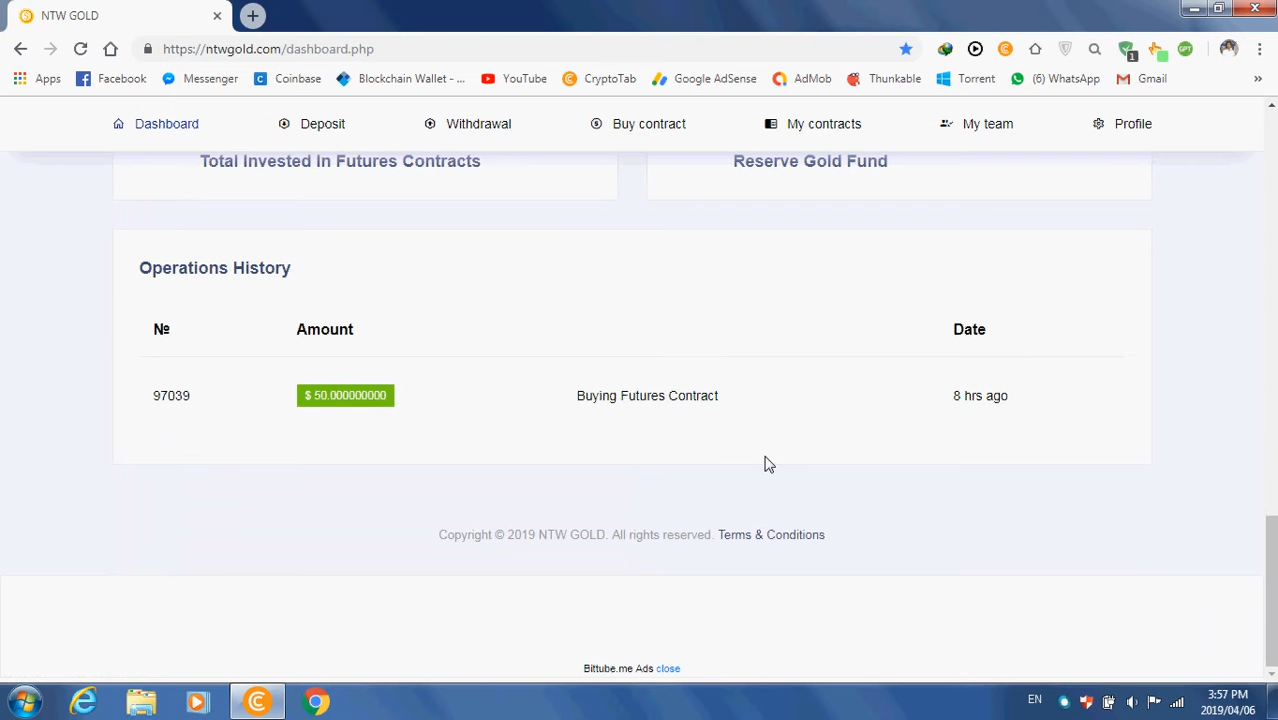 NTW GOLD
https://ntwgold.com/dashboard.php
1
GPT
Apps
Facebook
Messenger
Coinbase
Blockchain Wallet - ...
YouTube
CryptoTab
Google AdSense
AdMob
Thunkable
Torrent
(6) WhatsApp
Gmail
»
Dashboard
Deposit
Withdrawal
Buy contract
My contracts
My team
Profile
Total Invested In Futures Contracts
Reserve Gold Fund
Operations History
№ Amount Date
97039 $ 50.000000000 Buying Futures Contract 8 hrs ago
Copyright © 2019 NTW GOLD. All rights reserved. Terms & Conditions
Bittube.me Ads close
EN
3:57 PM
2019/04/06